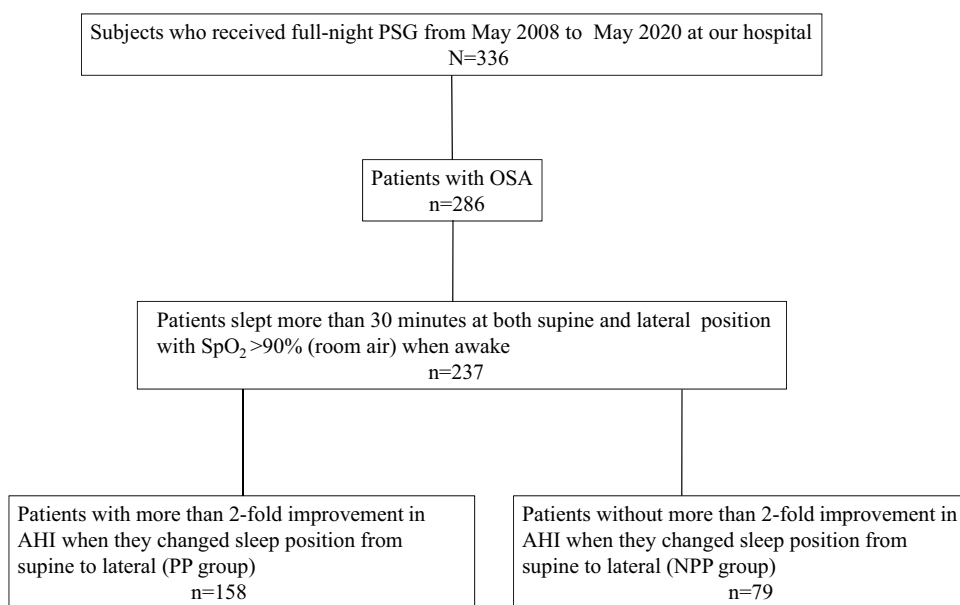 Subjects who received full-night PSG from May 2008 to May 2020 at our hospital
N=336
Patients with OSA
n=286
Patients slept more than 30 minutes at both supine and lateral position
with SpO₂ >90% (room air) when awake
n=237
Patients with more than 2-fold improvement in
AHI when they changed sleep position from
supine to lateral (PP group)
n=158
Patients without more than 2-fold improvement in
AHI when they changed sleep position from
supine to lateral (NPP group)
n=79